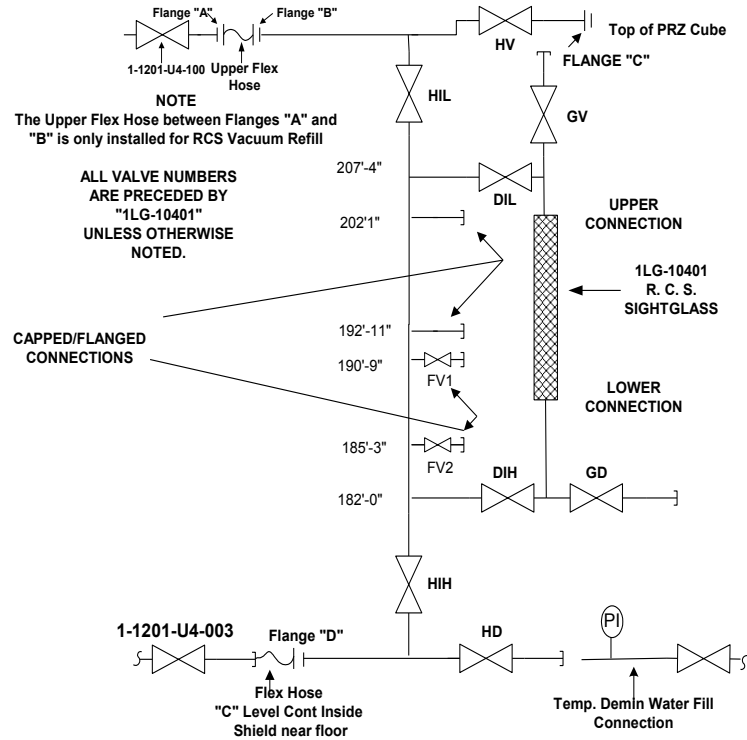 Flange "A"
Flange "B"
1-1201-U4-100
Upper Flex
Hose
HV
Top of PRZ Cube
FLANGE "C"
NOTE
The Upper Flex Hose between Flanges "A" and
"B" is only installed for RCS Vacuum Refill
HIL
GV
ALL VALVE NUMBERS
ARE PRECEDED BY
"1LG-10401"
UNLESS OTHERWISE
NOTED.
207'-4"
DIL
202'1"
UPPER
CONNECTION
1LG-10401
R. C. S.
SIGHTGLASS
CAPPED/FLANGED
CONNECTIONS
192'-11"
190'-9"
FV1
LOWER
CONNECTION
185'-3"
FV2
DIH
GD
182'-0"
HIH
1-1201-U4-003
Flange "D"
HD
PI
Flex Hose
"C" Level Cont Inside
Shield near floor
Temp. Demin Water Fill
Connection